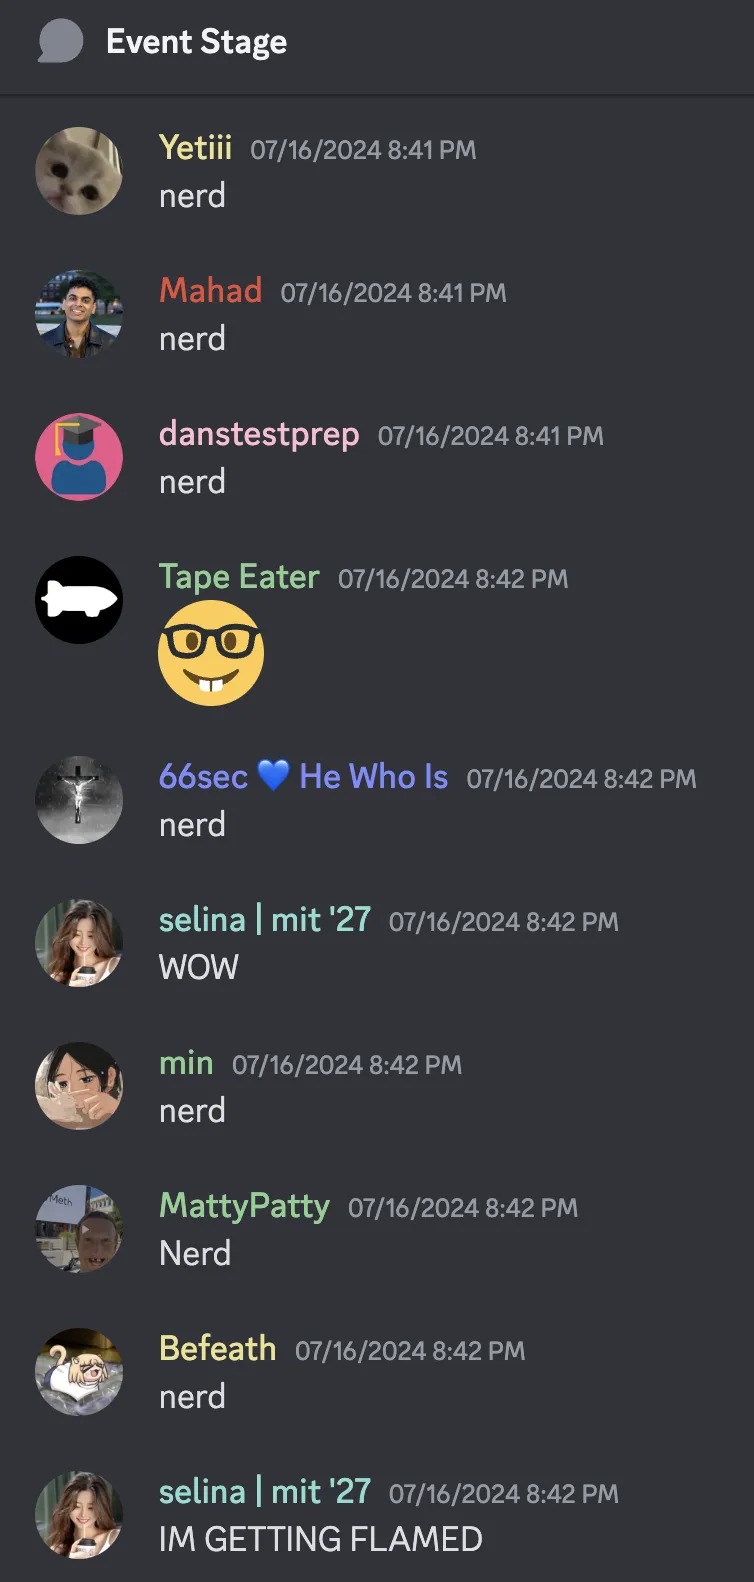 Event Stage
Yetiii 07/16/2024 8:41 PM
nerd
Mahad 07/16/2024 8:41 PM
nerd
danstestprep 07/16/2024 8:41 PM
nerd
Tape Eater 07/16/2024 8:42 PM
🤓
66sec 💙 He Who Is 07/16/2024 8:42 PM
nerd
selina | mit '27 07/16/2024 8:42 PM
WOW
min 07/16/2024 8:42 PM
nerd
Meth
MattyPatty 07/16/2024 8:42 PM
Nerd
Befeath 07/16/2024 8:42 PM
nerd
selina | mit '27 07/16/2024 8:42 PM
IM GETTING FLAMED